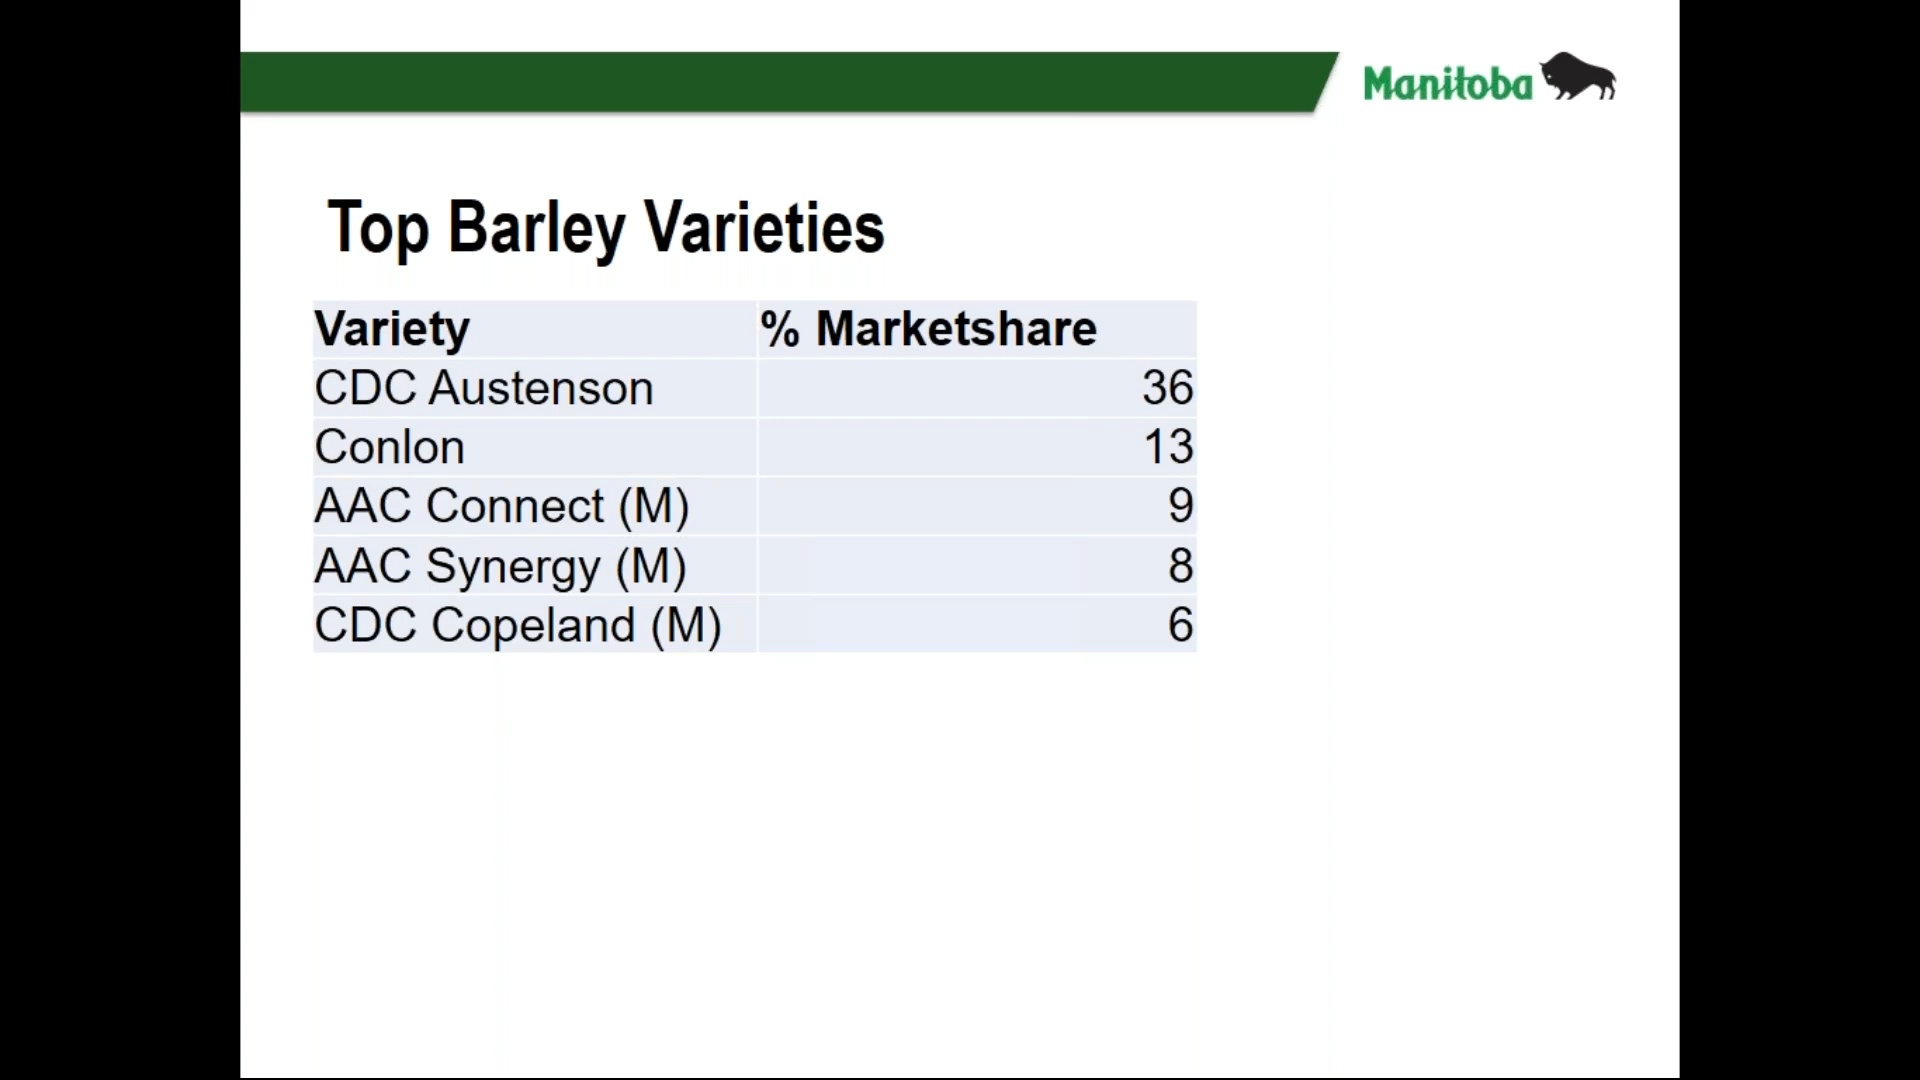 Manitoba
Top Barley Varieties
Variety % Marketshare
CDC Austenson 36
Conlon 13
AAC Connect (M) 9
AAC Synergy (M) 8
CDC Copeland (M) 6